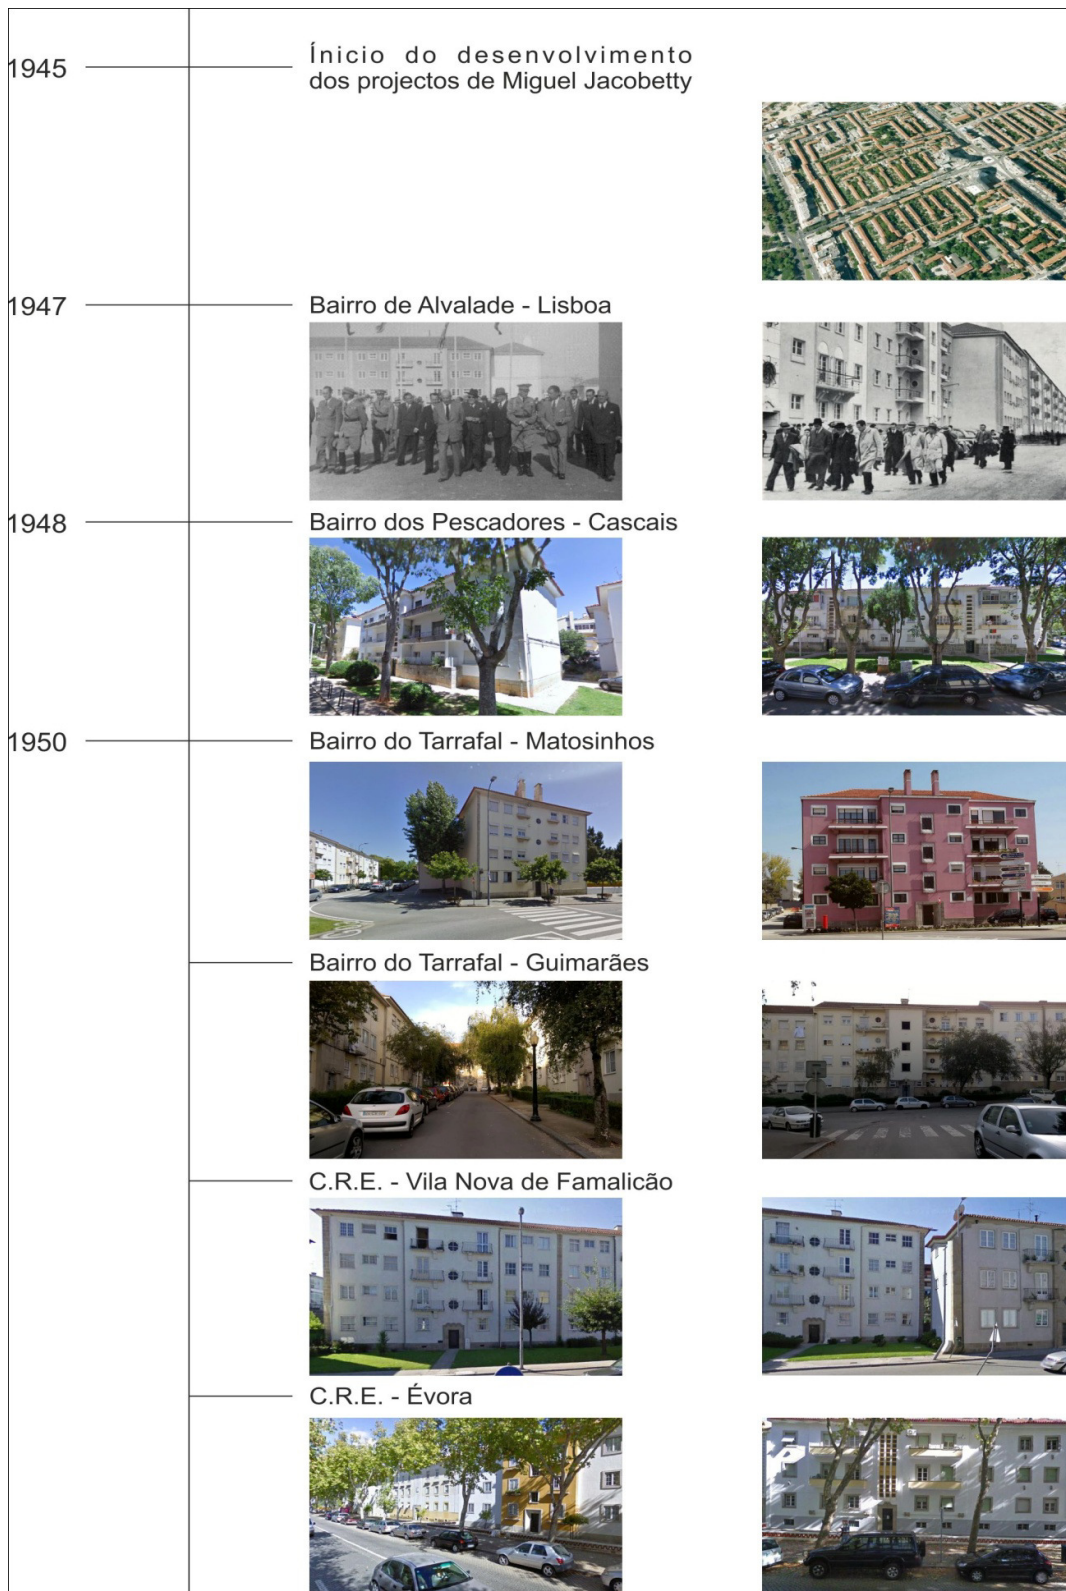 1945
Ínicio do desenvolvimento
dos projectos de Miguel Jacobetty
1947
Bairro de Alvalade - Lisboa
1948
Bairro dos Pescadores - Cascais
1950
Bairro do Tarrafal - Matosinhos
Bairro do Tarrafal - Guimarães
C.R.E. - Vila Nova de Famalicão
C.R.E. - Évora